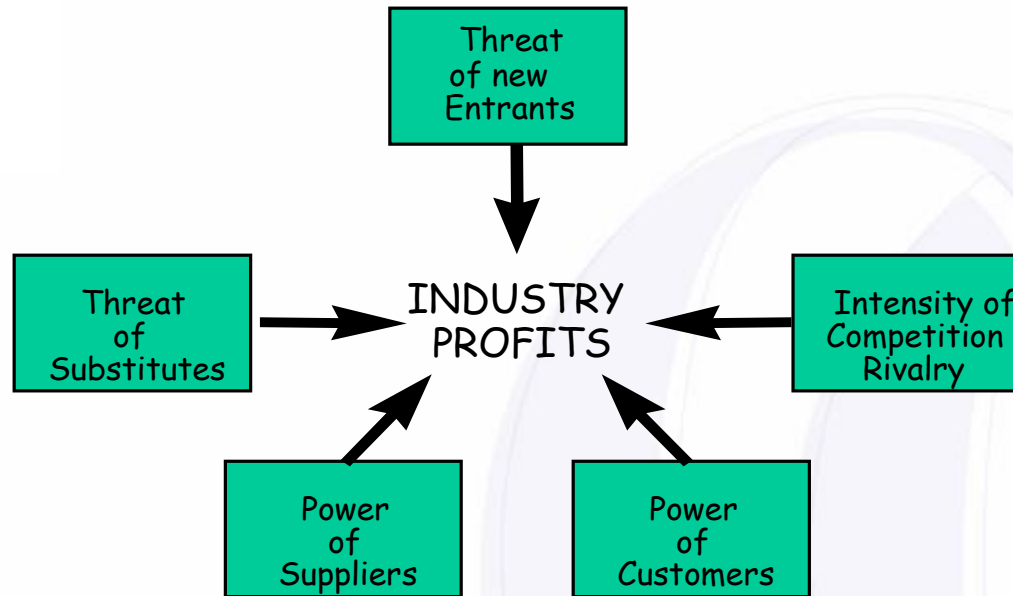 Threat
of new
Entrants
Threat
of
Substitutes
INDUSTRY
PROFITS
Intensity of
Competition
Rivalry
Power
of
Suppliers
Power
of
Customers